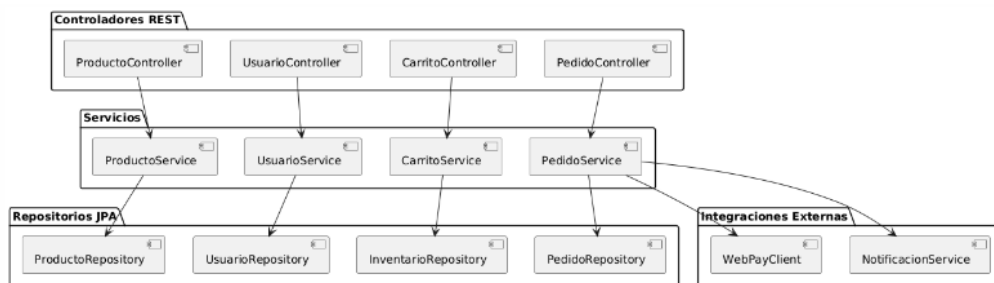 Controladores REST
ProductoController
UsuarioController
CarritoController
PedidoController
Servicios
ProductoService
UsuarioService
CarritoService
PedidoService
Repositorios JPA
Integraciones Externas
ProductoRepository
UsuarioRepository
InventarioRepository
PedidoRepository
WebPayClient
NotificacionService